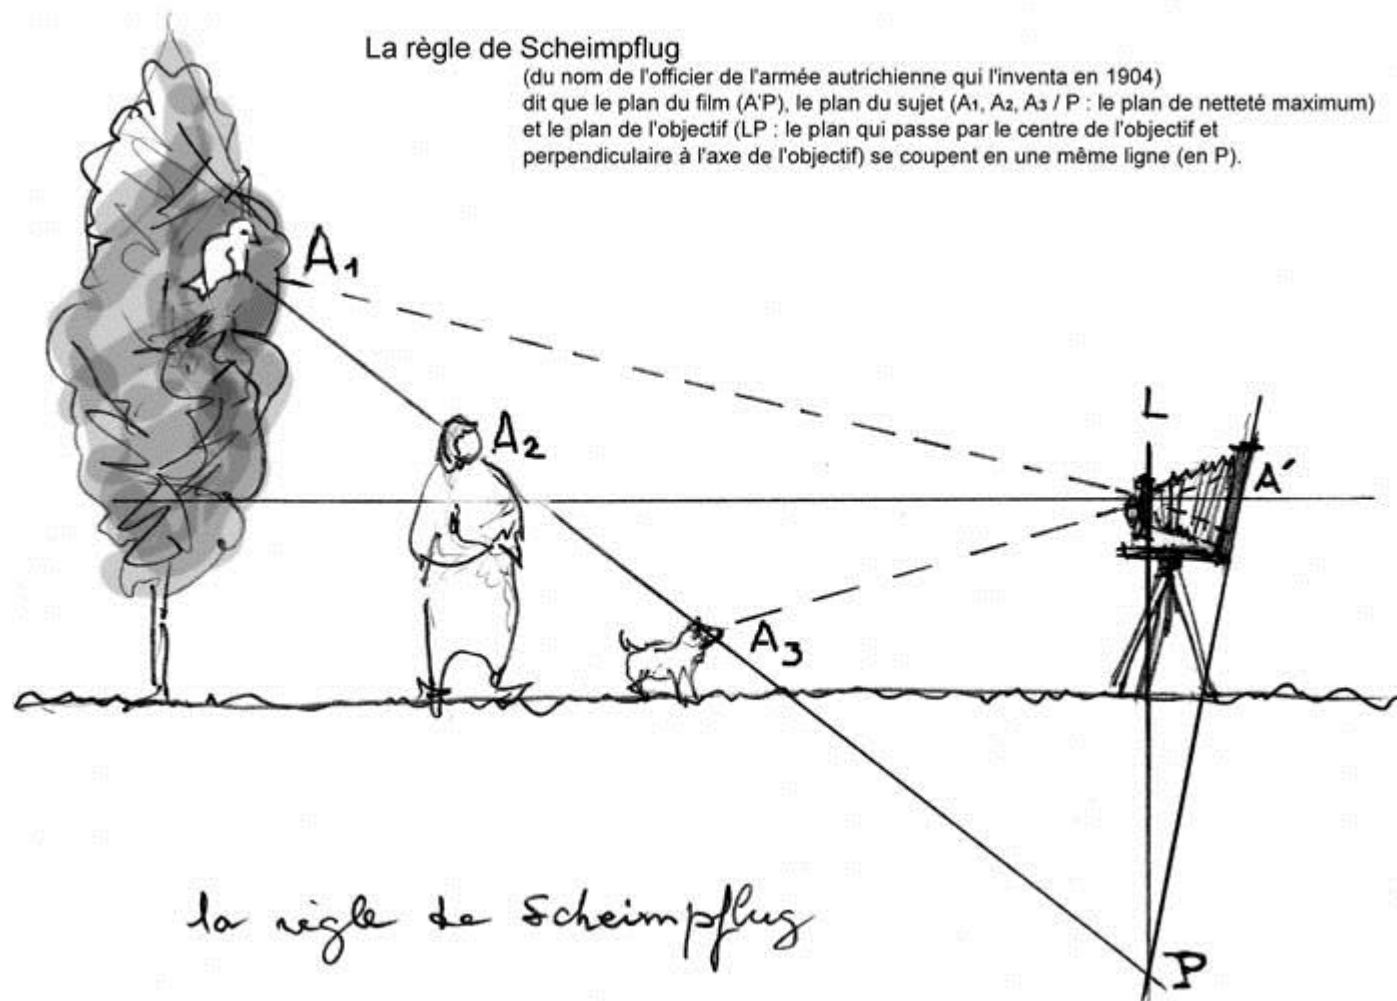 La règle de Scheimpflug
(du nom de l'officier de l'armée autrichienne qui l'inventa en 1904)
dit que le plan du film (A'P), le plan du sujet (A₁, A₂, A₃ / P : le plan de netteté maximum)
et le plan de l'objectif (LP : le plan qui passe par le centre de l'objectif et
perpendiculaire à l'axe de l'objectif) se coupent en une même ligne (en P).
A₁
L
A₂
A'
A₃
la règle de Scheimpflug
P